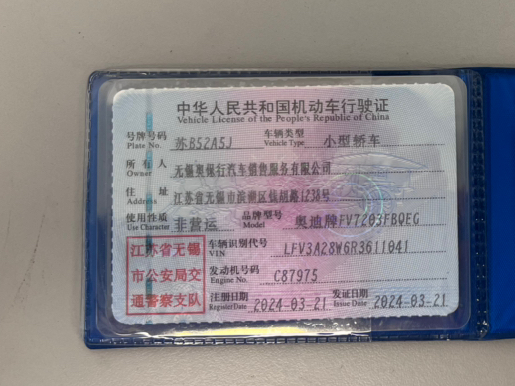 中华人民共和国机动车行驶证
Vehicle License of the People's Republic of China
号牌号码 苏B52A5J 车辆类型 小型轿车
Plate No. Vehicle Type
所有人 无锡奥银行汽车销售服务有限公司
Owner
住址 江苏省无锡市滨湖区钱胡路1238号
Address
使用性质 非营运 品牌型号 奥迪牌FV7203FBQEG
Use Character Model
江苏省无锡
市公安局交
通警察支队
车辆识别代号 LFV3A28W6R3611041
VIN
发动机号码 C87975
Engine No.
注册日期 2024-03-21 发证日期 2024-03-21
Register Date Issue Date